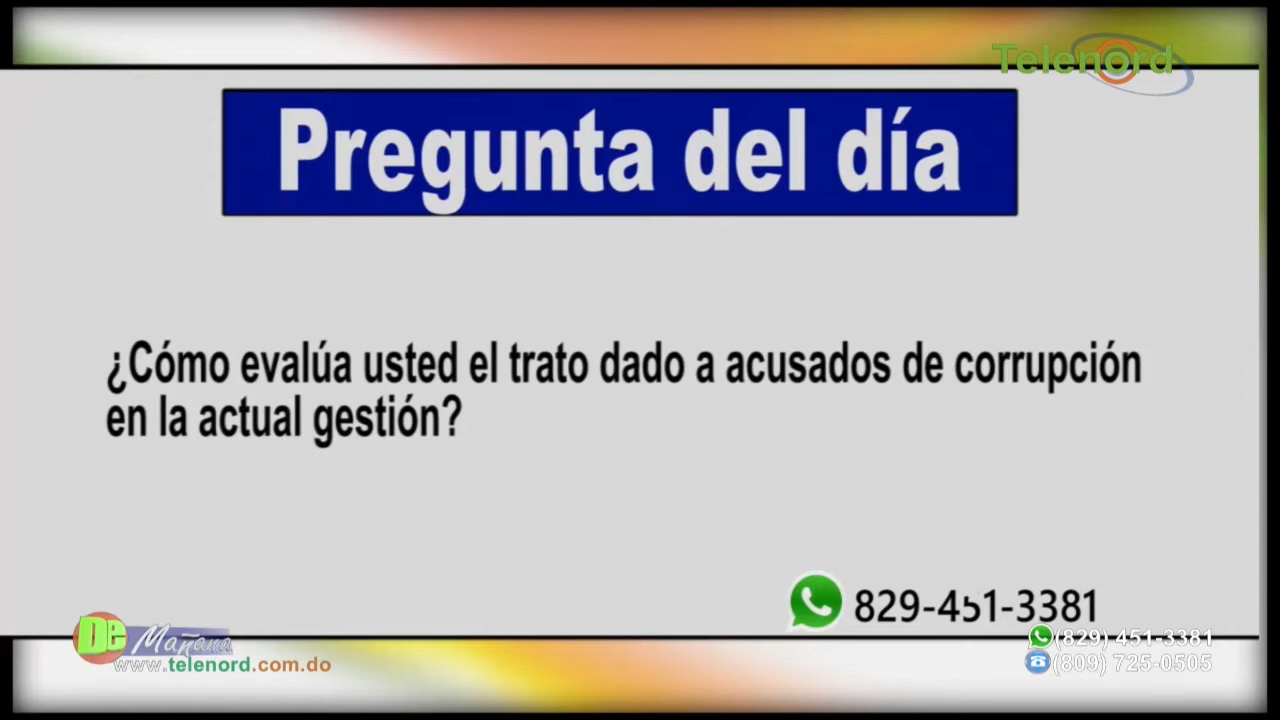 Telenord
Pregunta del día
¿Cómo evalúa usted el trato dado a acusados de corrupción
en la actual gestión?
829-451-3381
De Mañana
(829) 451-3381
www.telenord.com.do
(809) 725-0505